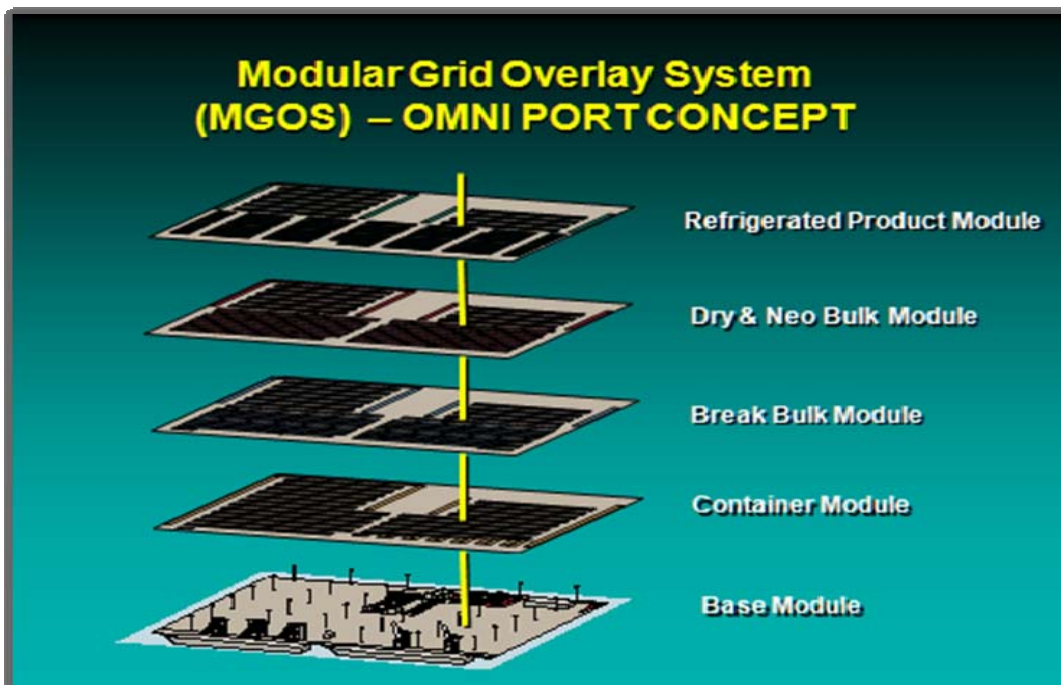 Modular Grid Overlay System
(MGOS) – OMNI PORT CONCEPT
Refrigerated Product Module
Dry & Neo Bulk Module
Break Bulk Module
Container Module
Base Module